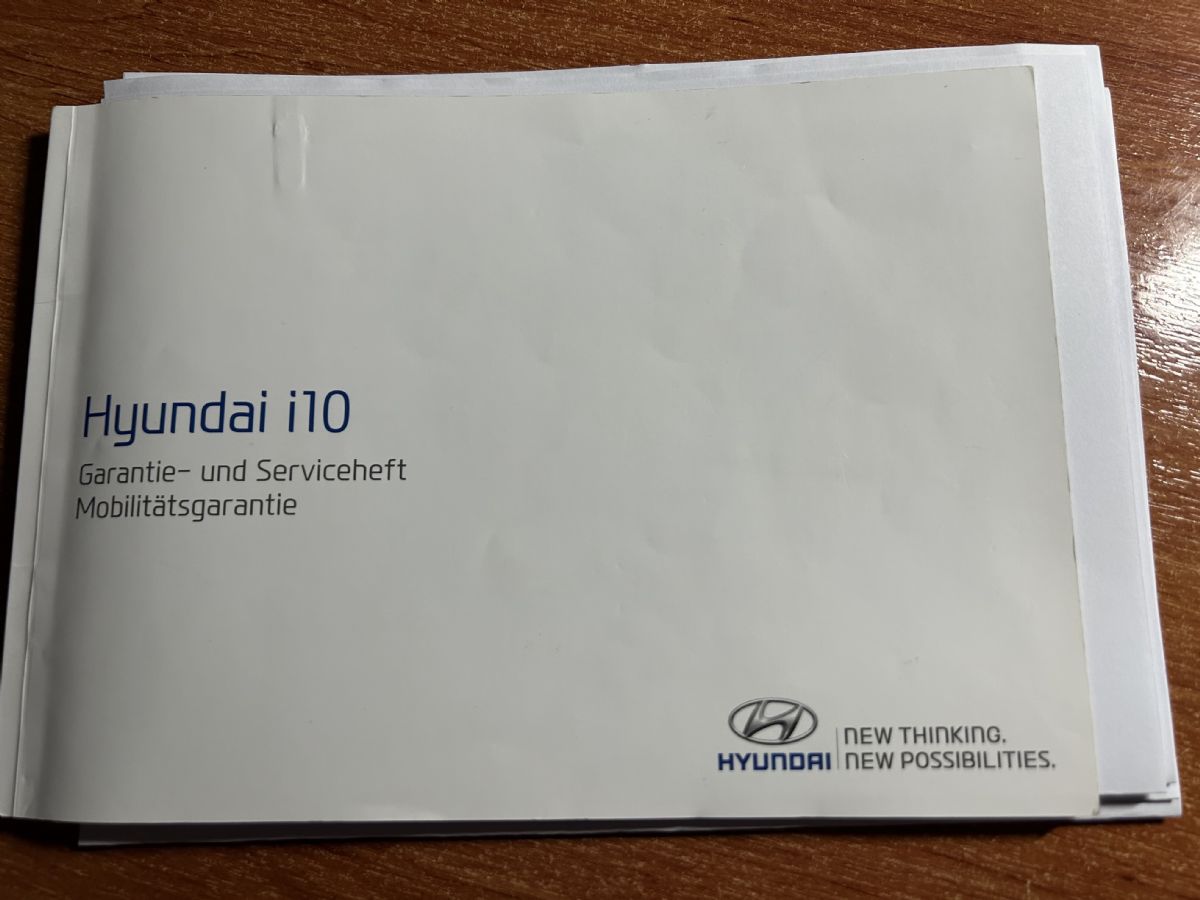 Hyundai i10
Garantie- und Serviceheft
Mobilitätsgarantie
HYUNDAI
NEW THINKING.
NEW POSSIBILITIES.